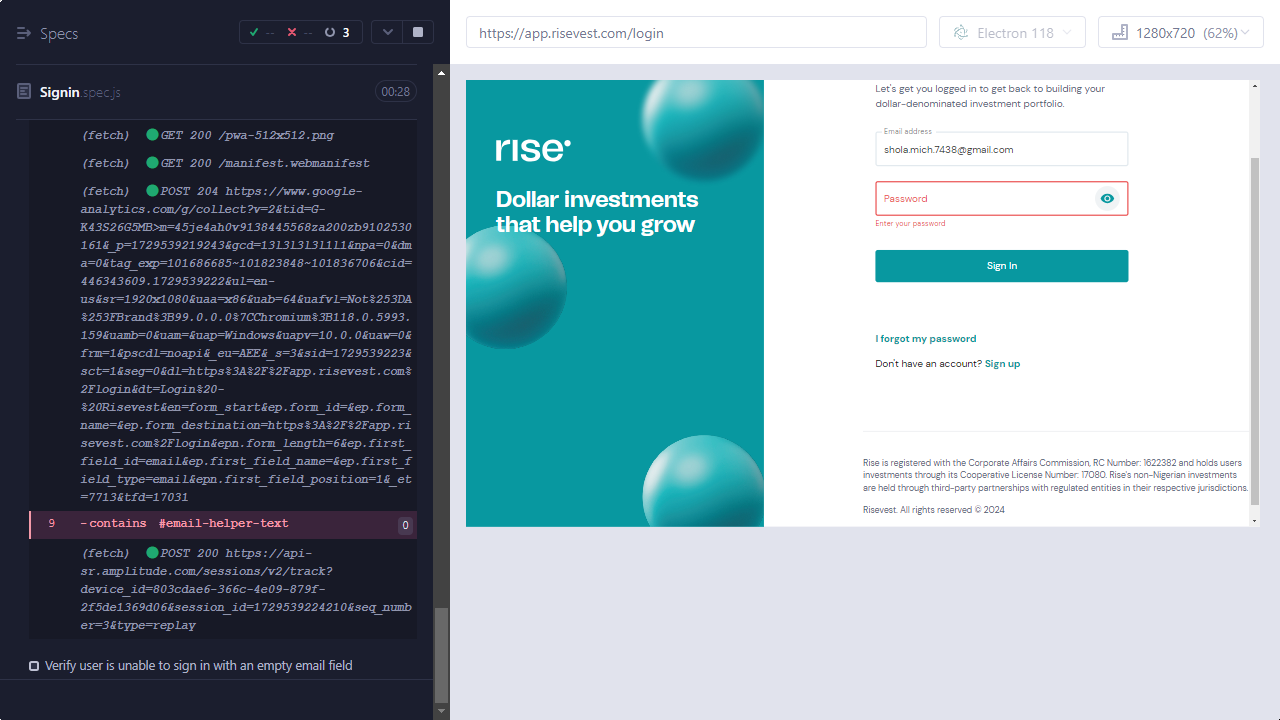 Specs
-- -- 3
Signin.spec.js
00:28
(fetch) GET 200 /pwa-512x512.png
(fetch) GET 200 /manifest.webmanifest
(fetch) POST 204 https://www.google-
analytics.com/g/collect?v=2&tid=G-
K43S26G5MB>m=45je4ah0v9138445568za200zb9102530
161&_p=1729539219243&gcd=13l3l3l3l1l1&npa=0&dm
a=0&tag_exp=101686685~101823848~101836706&cid=
446343609.1729539222&ul=en-
us&sr=1920x1080&uaa=x86&uab=64&uafvl=Not%253DA
%253FBrand%3B99.0.0.0%7CChromium%3B118.0.5993.
159&uamb=0&uam=&uap=Windows&uapv=10.0.0&uaw=0&
frm=1&pscdl=noapi&_eu=AEE&_s=3&sid=1729539223&
sct=1&seg=0&dl=https%3A%2F%2Fapp.risevest.com%
2Flogin&dt=Login%20-
%20Risevest&en=form_start&ep.form_id=&ep.form_
name=&ep.form_destination=https%3A%2F%2Fapp.ri
sevest.com%2Flogin&epn.form_length=6&ep.first_
field_id=email&ep.first_field_name=&ep.first_f
ield_type=email&epn.first_field_position=1&_et
=7713&tfd=17031
9 -contains #email-helper-text 0
(fetch) POST 200 https://api-
sr.amplitude.com/sessions/v2/track?
device_id=803cdae6-366c-4e09-879f-
2f5de1369d06&session_id=1729539224210&seq_numb
er=3&type=replay
Verify user is unable to sign in with an empty email field
https://app.risevest.com/login
Electron 118
1280x720 (62%)
rise
Dollar investments
that help you grow
Let's get you logged in to get back to building your
dollar-denominated investment portfolio.
Email address
shola.mich.7438@gmail.com
Password
Enter your password
Sign In
I forgot my password
Don't have an account? Sign up
Rise is registered with the Corporate Affairs Commission, RC Number: 1622382 and holds users
investments through its Cooperative License Number: 17080. Rise's non-Nigerian investments
are held through third-party partnerships with regulated entities in their respective jurisdictions.
Risevest. All rights reserved © 2024